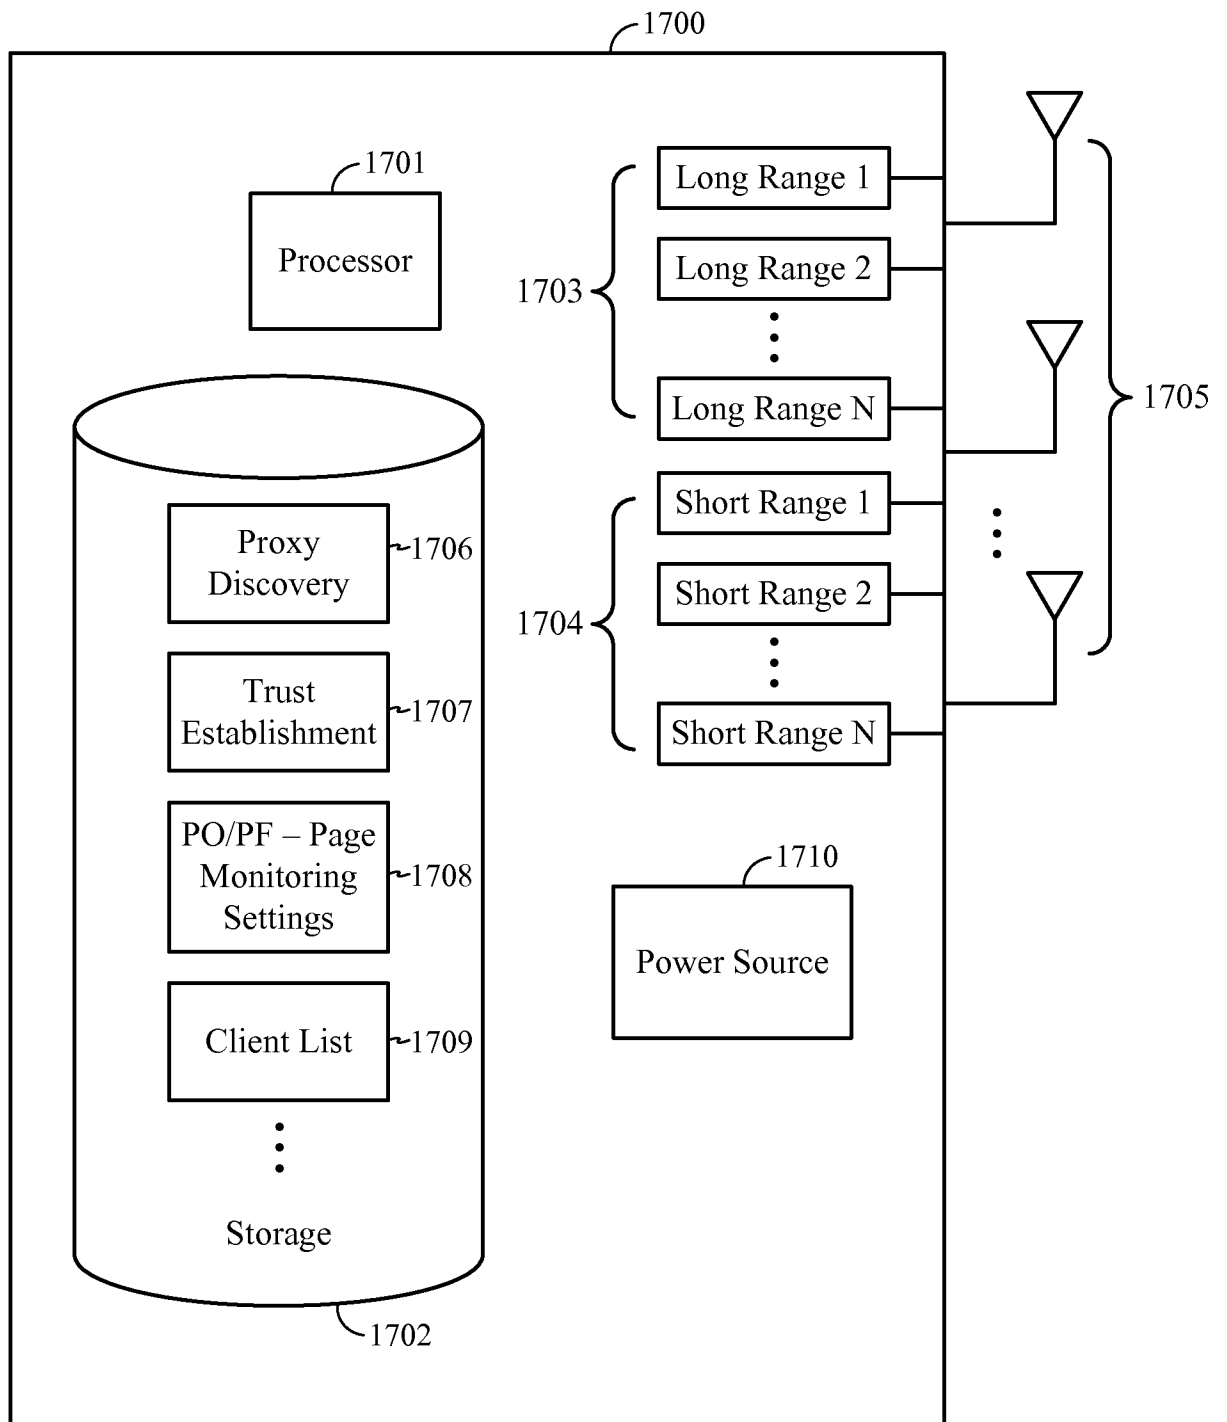 1700
1701
Processor
1703
Long Range 1
Long Range 2
Long Range N
1705
1704
Short Range 1
Short Range 2
Short Range N
Proxy
Discovery
1706
Trust
Establishment
1707
PO/PF – Page
Monitoring
Settings
1708
Client List
1709
Storage
1702
1710
Power Source